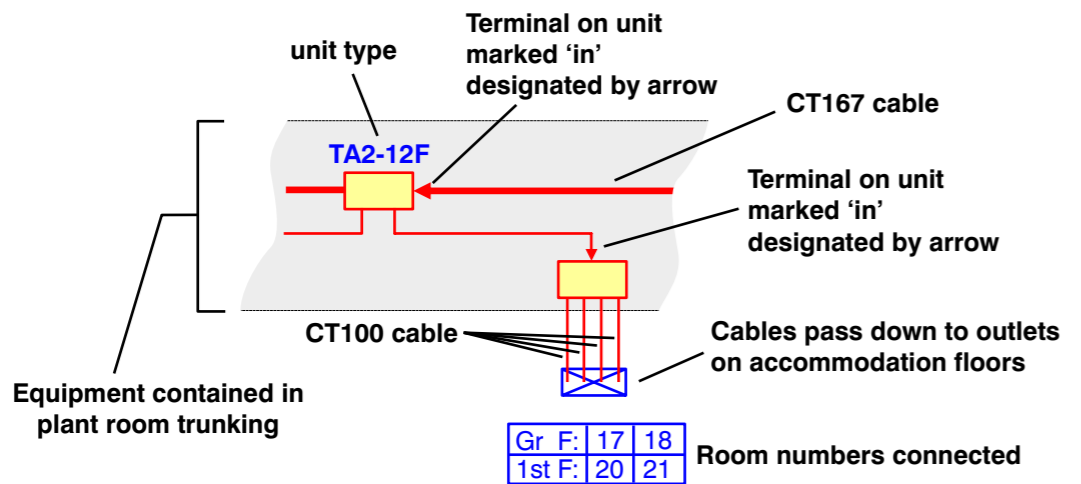 unit type
Terminal on unit
marked ‘in’
designated by arrow
CT167 cable
TA2-12F
Terminal on unit
marked ‘in’
designated by arrow
CT100 cable
Cables pass down to outlets
on accommodation floors
Equipment contained in
plant room trunking
Gr F: 17 18
1st F: 20 21
Room numbers connected